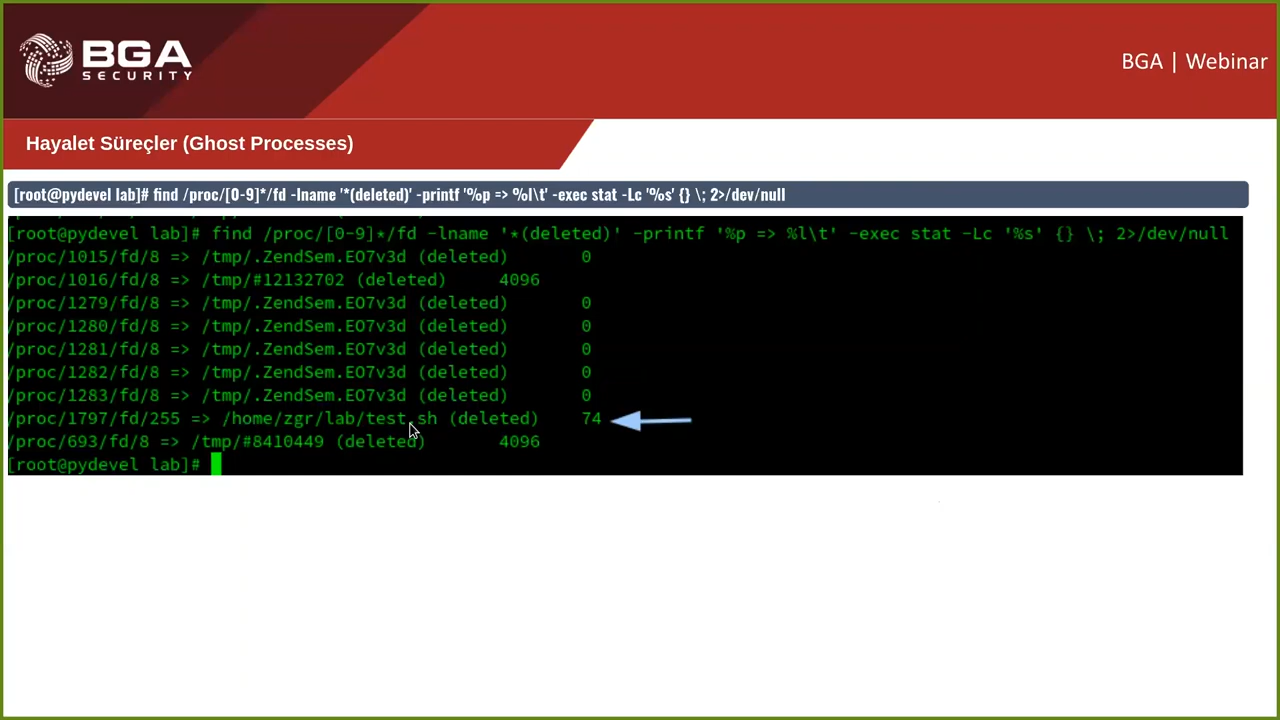 BGA
SECURITY
BGA | Webinar
Hayalet Süreçler (Ghost Processes)
[root@pydevel lab]# find /proc/[0-9]*/fd -lname '*(deleted)' -printf '%p => %l\t' -exec stat -Lc '%s' {} \; 2>/dev/null
[root@pydevel lab]# find /proc/[0-9]*/fd -lname '*(deleted)' -printf '%p => %l\t' -exec stat -Lc '%s' {} \; 2>/dev/null
/proc/1015/fd/8 => /tmp/.ZendSem.EO7v3d (deleted) 0
/proc/1016/fd/8 => /tmp/#12132702 (deleted) 4096
/proc/1279/fd/8 => /tmp/.ZendSem.EO7v3d (deleted) 0
/proc/1280/fd/8 => /tmp/.ZendSem.EO7v3d (deleted) 0
/proc/1281/fd/8 => /tmp/.ZendSem.EO7v3d (deleted) 0
/proc/1282/fd/8 => /tmp/.ZendSem.EO7v3d (deleted) 0
/proc/1283/fd/8 => /tmp/.ZendSem.EO7v3d (deleted) 0
/proc/1797/fd/255 => /home/zgr/lab/test.sh (deleted) 74
/proc/693/fd/8 => /tmp/#8410449 (deleted) 4096
[root@pydevel lab]#